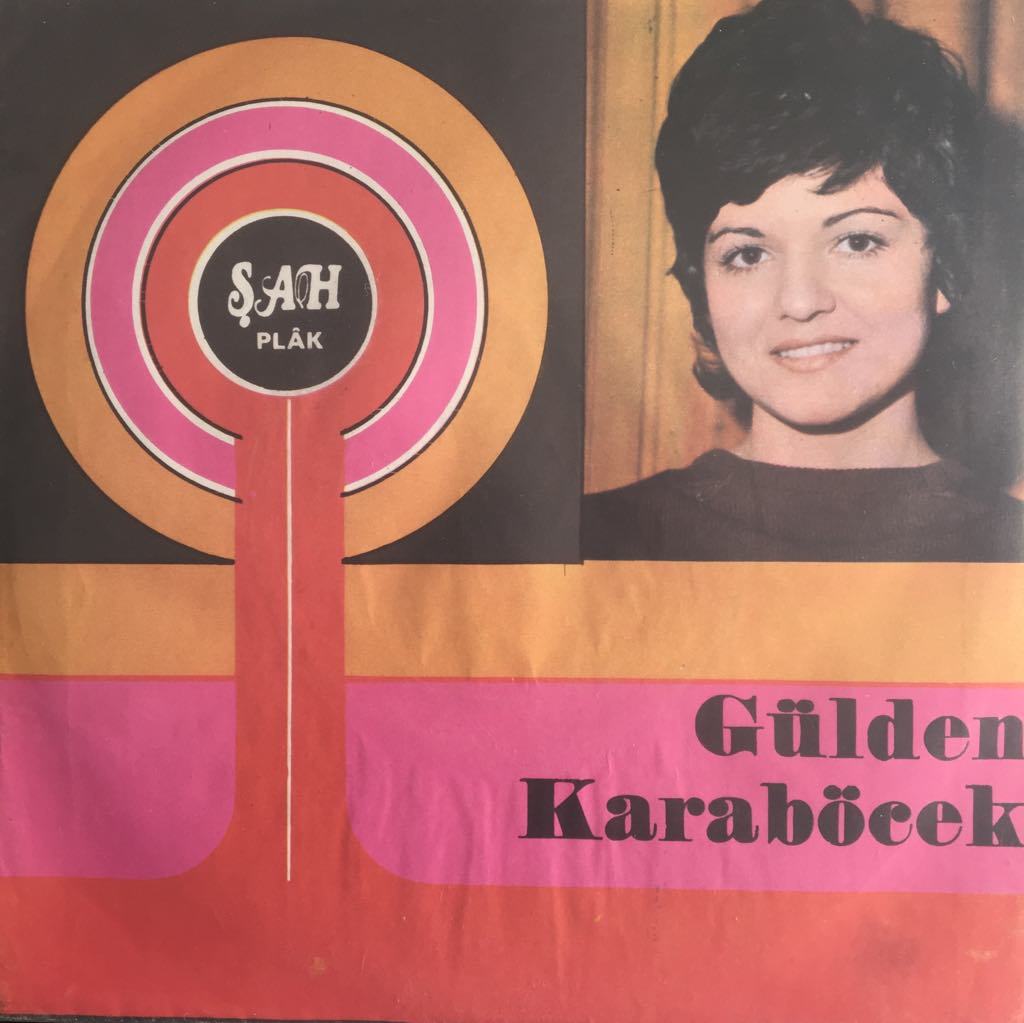 ŞAH
PLÂK
Gülden
Karaböcek